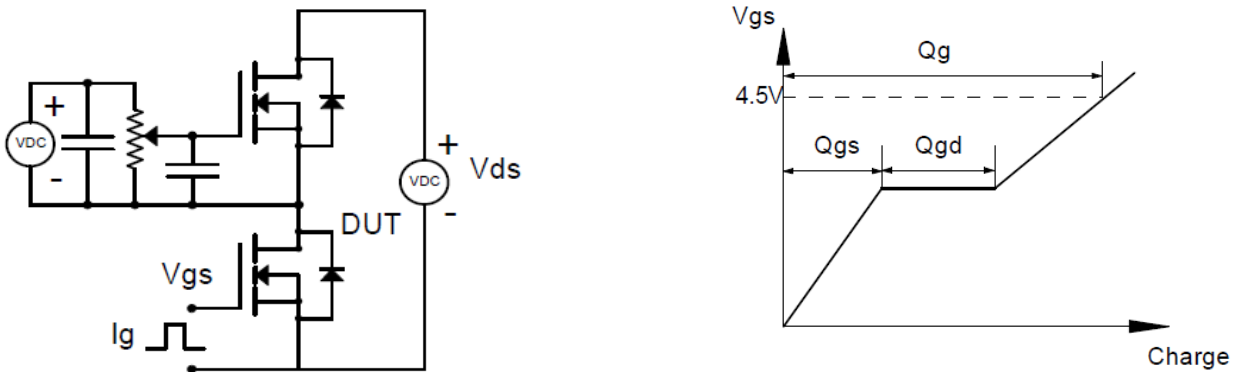 +
VDC
-
+
VDC
-
Vds
DUT
Vgs
Ig
Vgs
Qg
4.5V
Qgs
Qgd
Charge